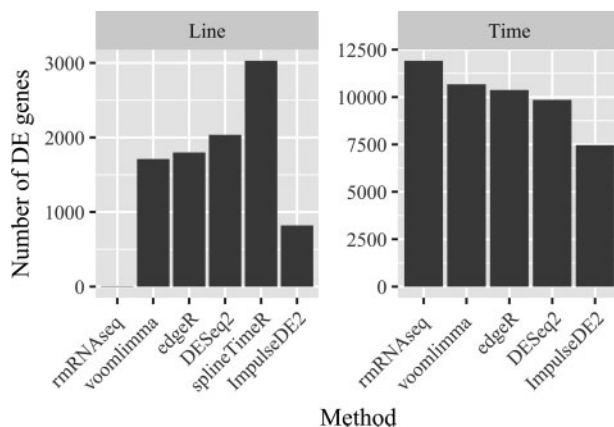 Line
Time
Number of DE genes
3000
2000
1000
0
12500
10000
7500
5000
2500
0
rmRNAseq
voomlimma
edgeR
DESeq2
splineTimeR
ImpulseDE2
rmRNAseq
voomlimma
edgeR
DESeq2
ImpulseDE2
Method